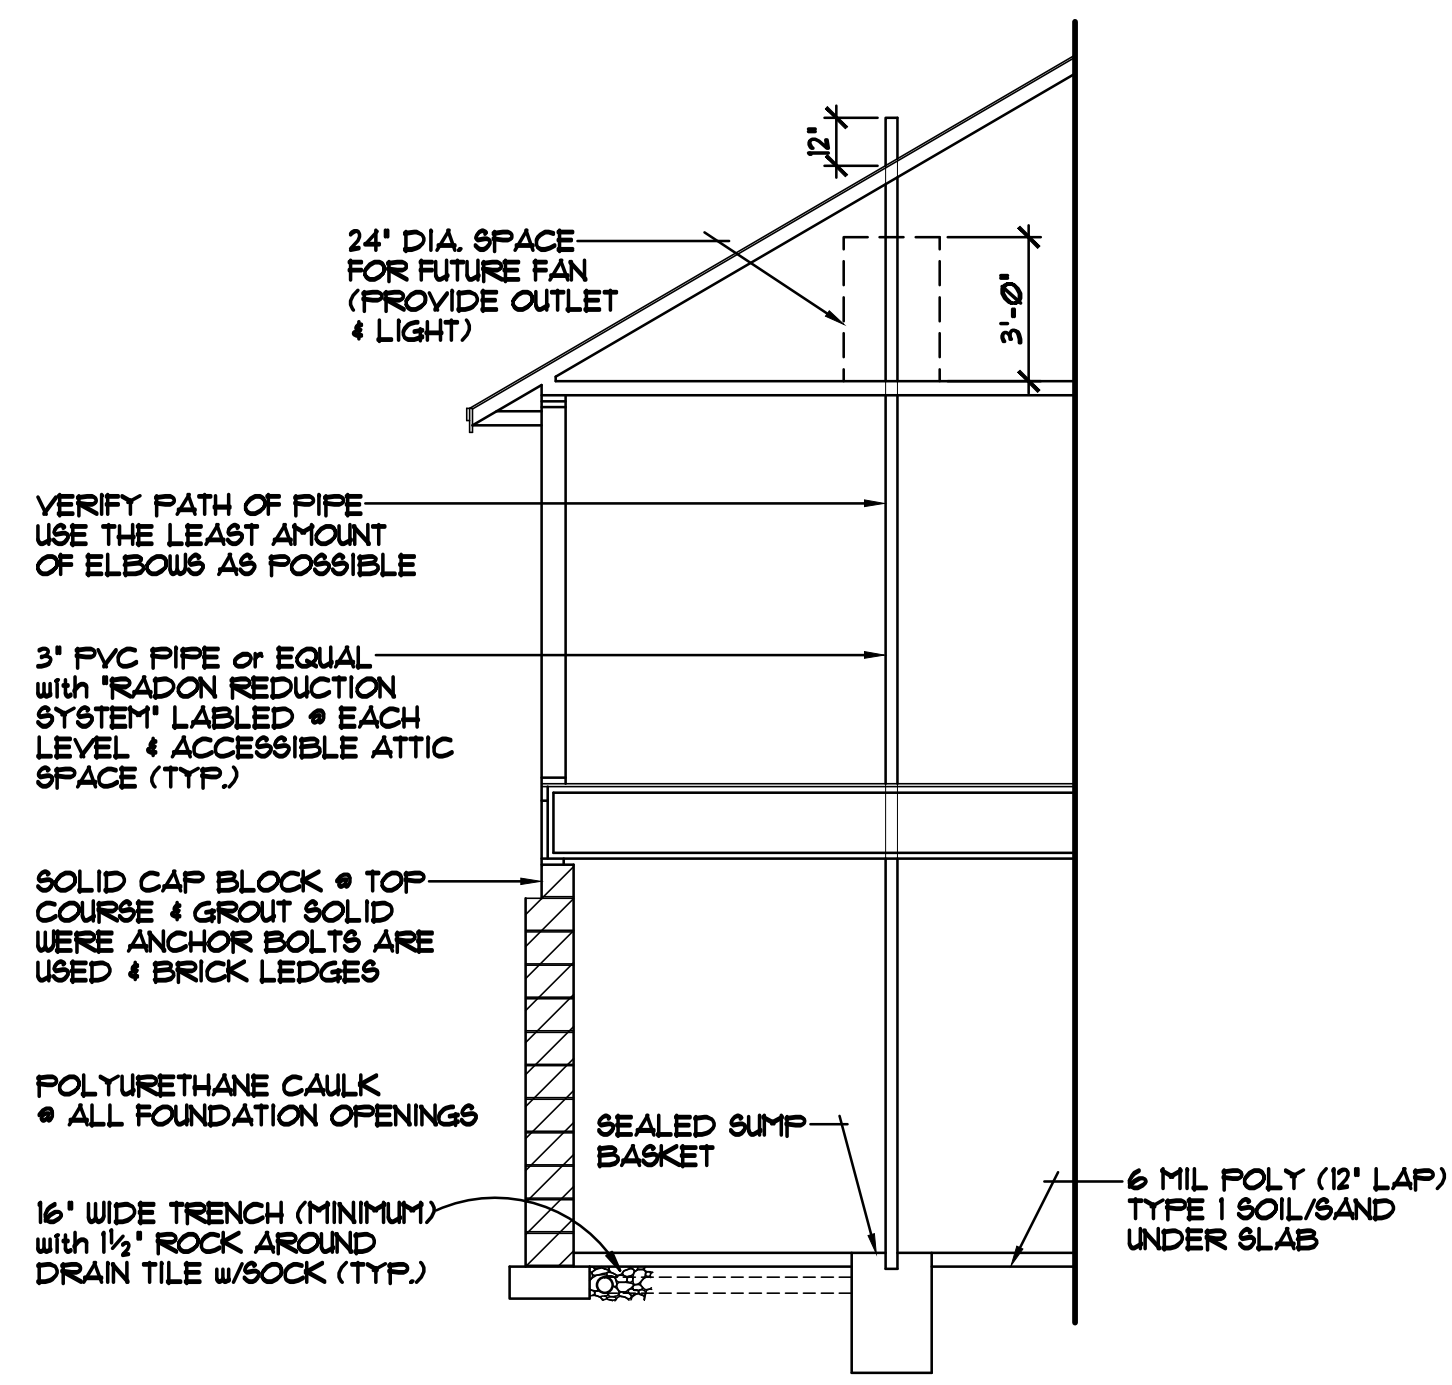 12"
24" DIA. SPACE
FOR FUTURE FAN
(PROVIDE OUTLET
& LIGHT)
3'-0"
VERIFY PATH OF PIPE
USE THE LEAST AMOUNT
OF ELBOWS AS POSSIBLE
3" PVC PIPE or EQUAL
with "RADON REDUCTION
SYSTEM" LABLED @ EACH
LEVEL & ACCESSIBLE ATTIC
SPACE (TYP.)
SOLID CAP BLOCK @ TOP
COURSE & GROUT SOLID
WERE ANCHOR BOLTS ARE
USED & BRICK LEDGES
POLYURETHANE CAULK
@ ALL FOUNDATION OPENINGS
SEALED SUMP
BASKET
16" WIDE TRENCH (MINIMUM)
with 1½" ROCK AROUND
DRAIN TILE w/SOCK (TYP.)
6 MIL POLY (12" LAP)
TYPE 1 SOIL/SAND
UNDER SLAB